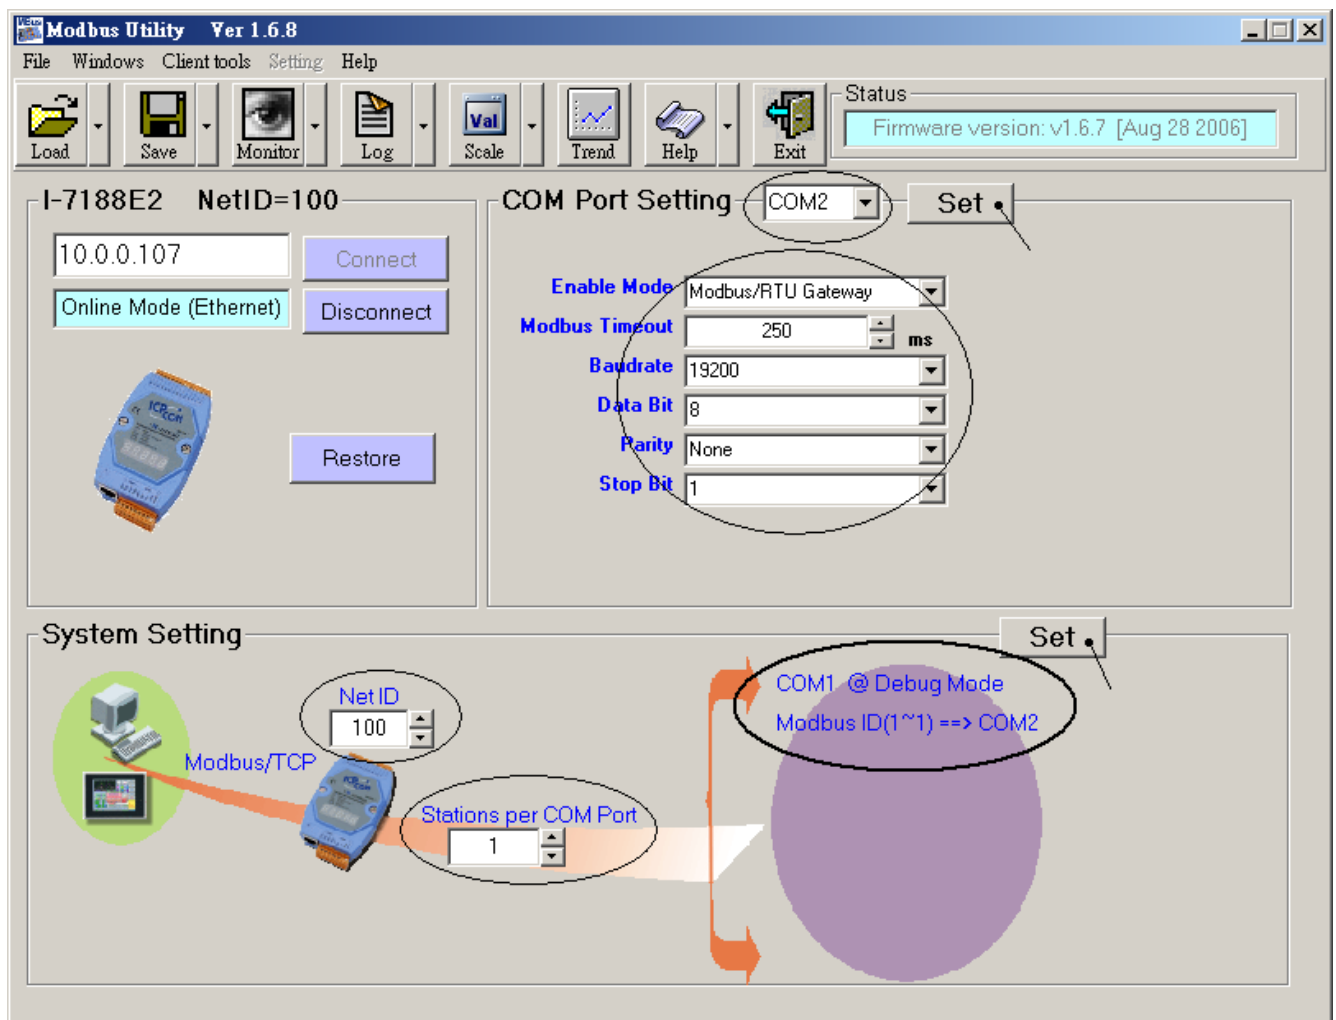 Modbus Utility Ver 1.6.8
File Windows Client tools Setting Help
Load Save Monitor Log Val Scale Trend Help Exit
Status
Firmware version: v1.6.7 [Aug 28 2006]
I-7188E2 NetID=100
10.0.0.107
Connect
Online Mode (Ethernet)
Disconnect
Restore
COM Port Setting COM2 Set
Enable Mode Modbus/RTU Gateway
Modbus Timeout 250 ms
Baudrate 19200
Data Bit 8
Parity None
Stop Bit 1
System Setting
Set
Net ID
100
Modbus/TCP
Stations per COM Port
1
COM1 @ Debug Mode
Modbus ID(1~1) ==> COM2